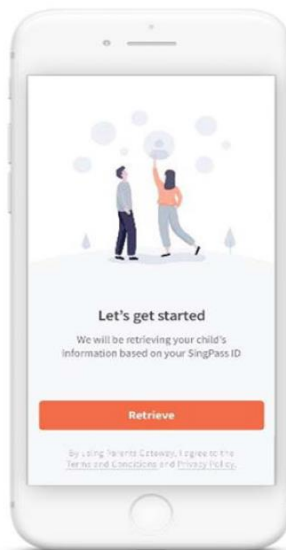 Let's get started
We will be retrieving your child's
information based on your SingPass ID
Retrieve
By using Parents Gateway, I agree to the
Terms and Conditions and Privacy Policy.